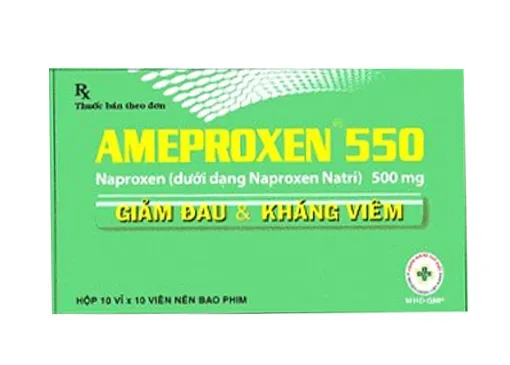 Rx
Thuốc bán theo đơn
AMEPROXEN® 550
Naproxen (dưới dạng Naproxen Natri) 500 mg
GIẢM ĐAU & KHÁNG VIÊM
HỘP 10 VỈ x 10 VIÊN NÉN BAO PHIM
WHO-GMP